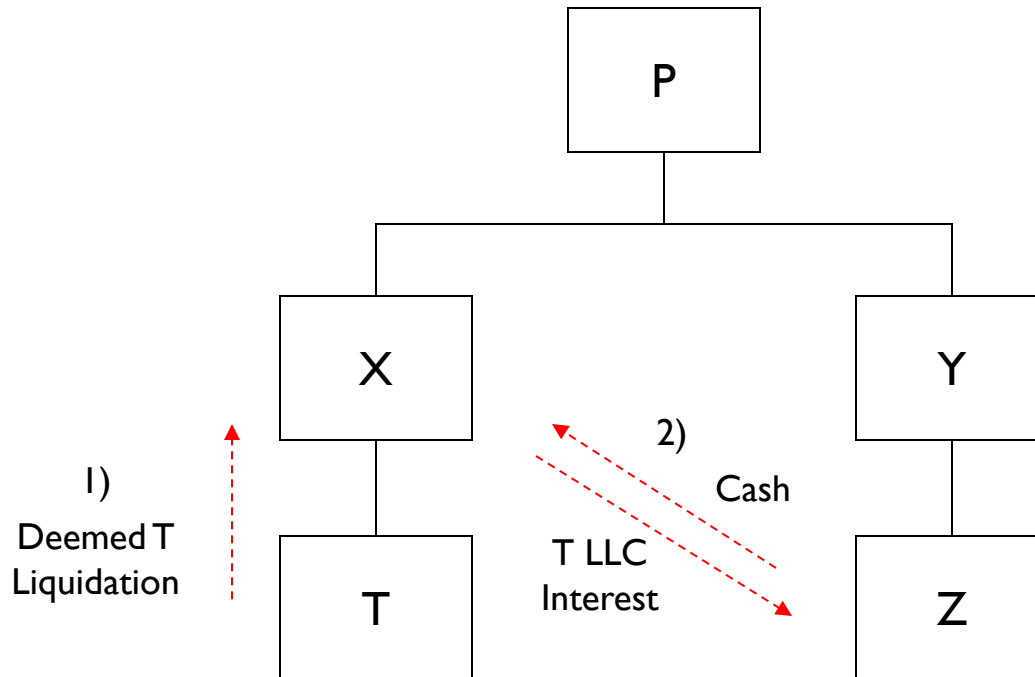 P
X
Y
2)
Cash
1)
Deemed T
Liquidation
T LLC
Interest
T
Z